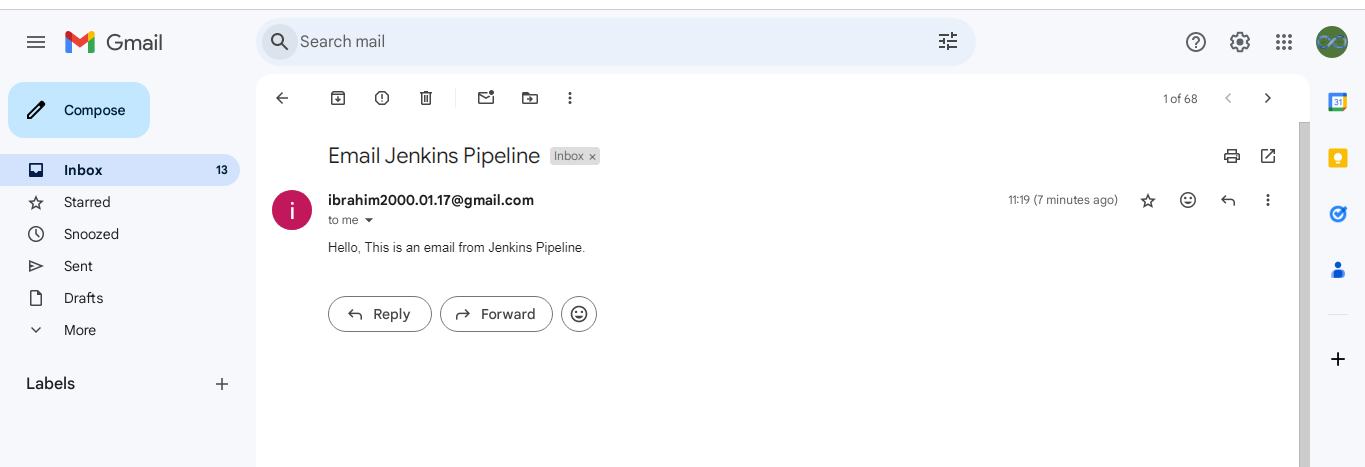 Gmail
Search mail
Compose
1 of 68
31
Inbox 13
Email Jenkins Pipeline Inbox ×
Starred
i ibrahim2000.01.17@gmail.com 11:19 (7 minutes ago)
to me
Snoozed
Hello, This is an email from Jenkins Pipeline.
Sent
Drafts
Reply Forward
More
Labels